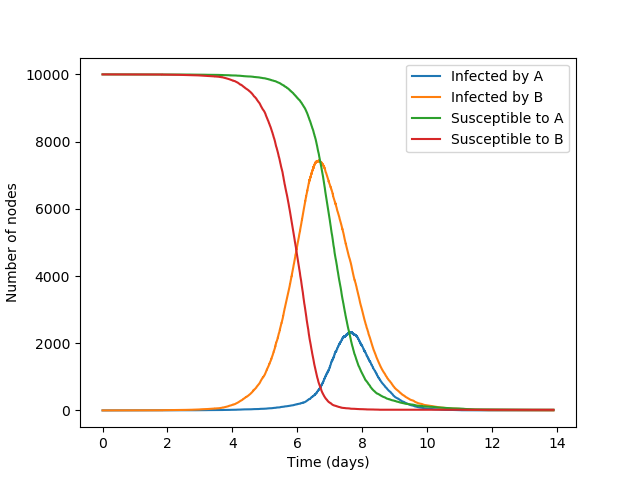 Infected by A
Infected by B
Susceptible to A
Susceptible to B
10000
8000
6000
4000
2000
0
Number of nodes
0 2 4 6 8 10 12 14
Time (days)